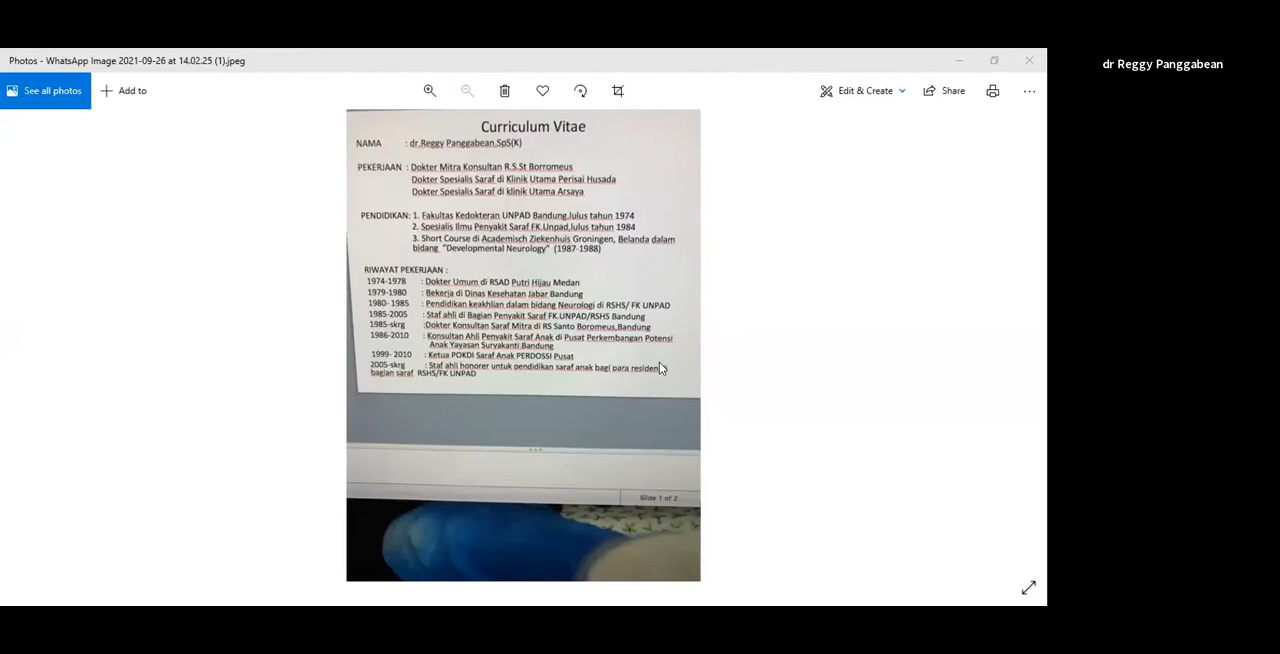 Photos - WhatsApp Image 2021-09-26 at 14.02.25 (1).jpeg
dr Reggy Panggabean
See all photos
Add to
Edit & Create
Share
Curriculum Vitae
NAMA : dr.Reggy Panggabean.SpS(K)
PEKERJAAN : Dokter Mitra Konsultan R.S.St Borromeus
Dokter Spesialis Saraf di Klinik Utama Perisai Husada
Dokter Spesialis Saraf di klinik Utama Arsaya
PENDIDIKAN: 1. Fakultas Kedokteran UNPAD Bandung,lulus tahun 1974
2. Spesialis Ilmu Penyakit Saraf FK.Unpad,lulus tahun 1984
3. Short Course di Academisch Ziekenhuis Groningen, Belanda dalam
bidang "Developmental Neurology" (1987-1988)
RIWAYAT PEKERJAAN :
1974-1978 : Dokter Umum di RSAD Putri Hijau Medan
1979-1980 : Bekerja di Dinas Kesehatan Jabar Bandung
1980- 1985 : Pendidikan keakhlian dalam bidang Neurologi di RSHS/ FK UNPAD
1985-2005 : Staf ahli di Bagian Penyakit Saraf FK.UNPAD/RSHS Bandung
1985-skrg :Dokter Konsultan Saraf Mitra di RS Santo Boromeus,Bandung
1986-2010 : Konsultan Ahli Penyakit Saraf Anak di Pusat Perkembangan Potensi
Anak Yayasan Suryakanti.Bandung
1999- 2010 : Ketua POKDI Saraf Anak PERDOSSI Pusat
2005-skrg : Staf ahli honorer untuk pendidikan saraf anak bagi para residen
bagian saraf RSHS/FK UNPAD
Slide 1 of 2